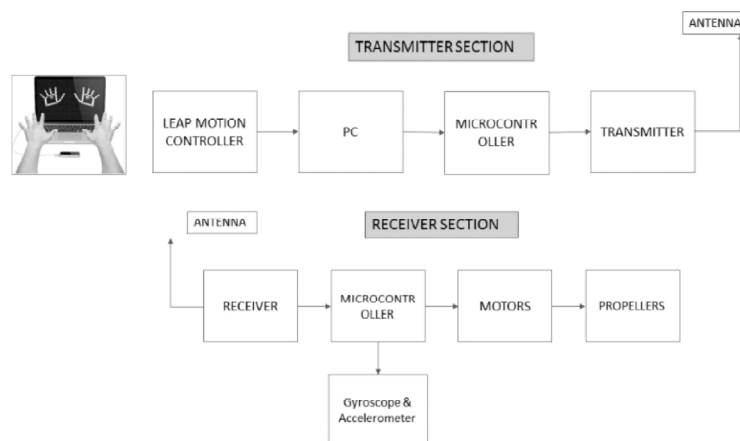 ANTENNA
TRANSMITTER SECTION
LEAP MOTION
CONTROLLER
PC
MICROCONTR
OLLER
TRANSMITTER
ANTENNA
RECEIVER SECTION
RECEIVER
MICROCONTR
OLLER
MOTORS
PROPELLERS
Gyroscope &
Accelerometer